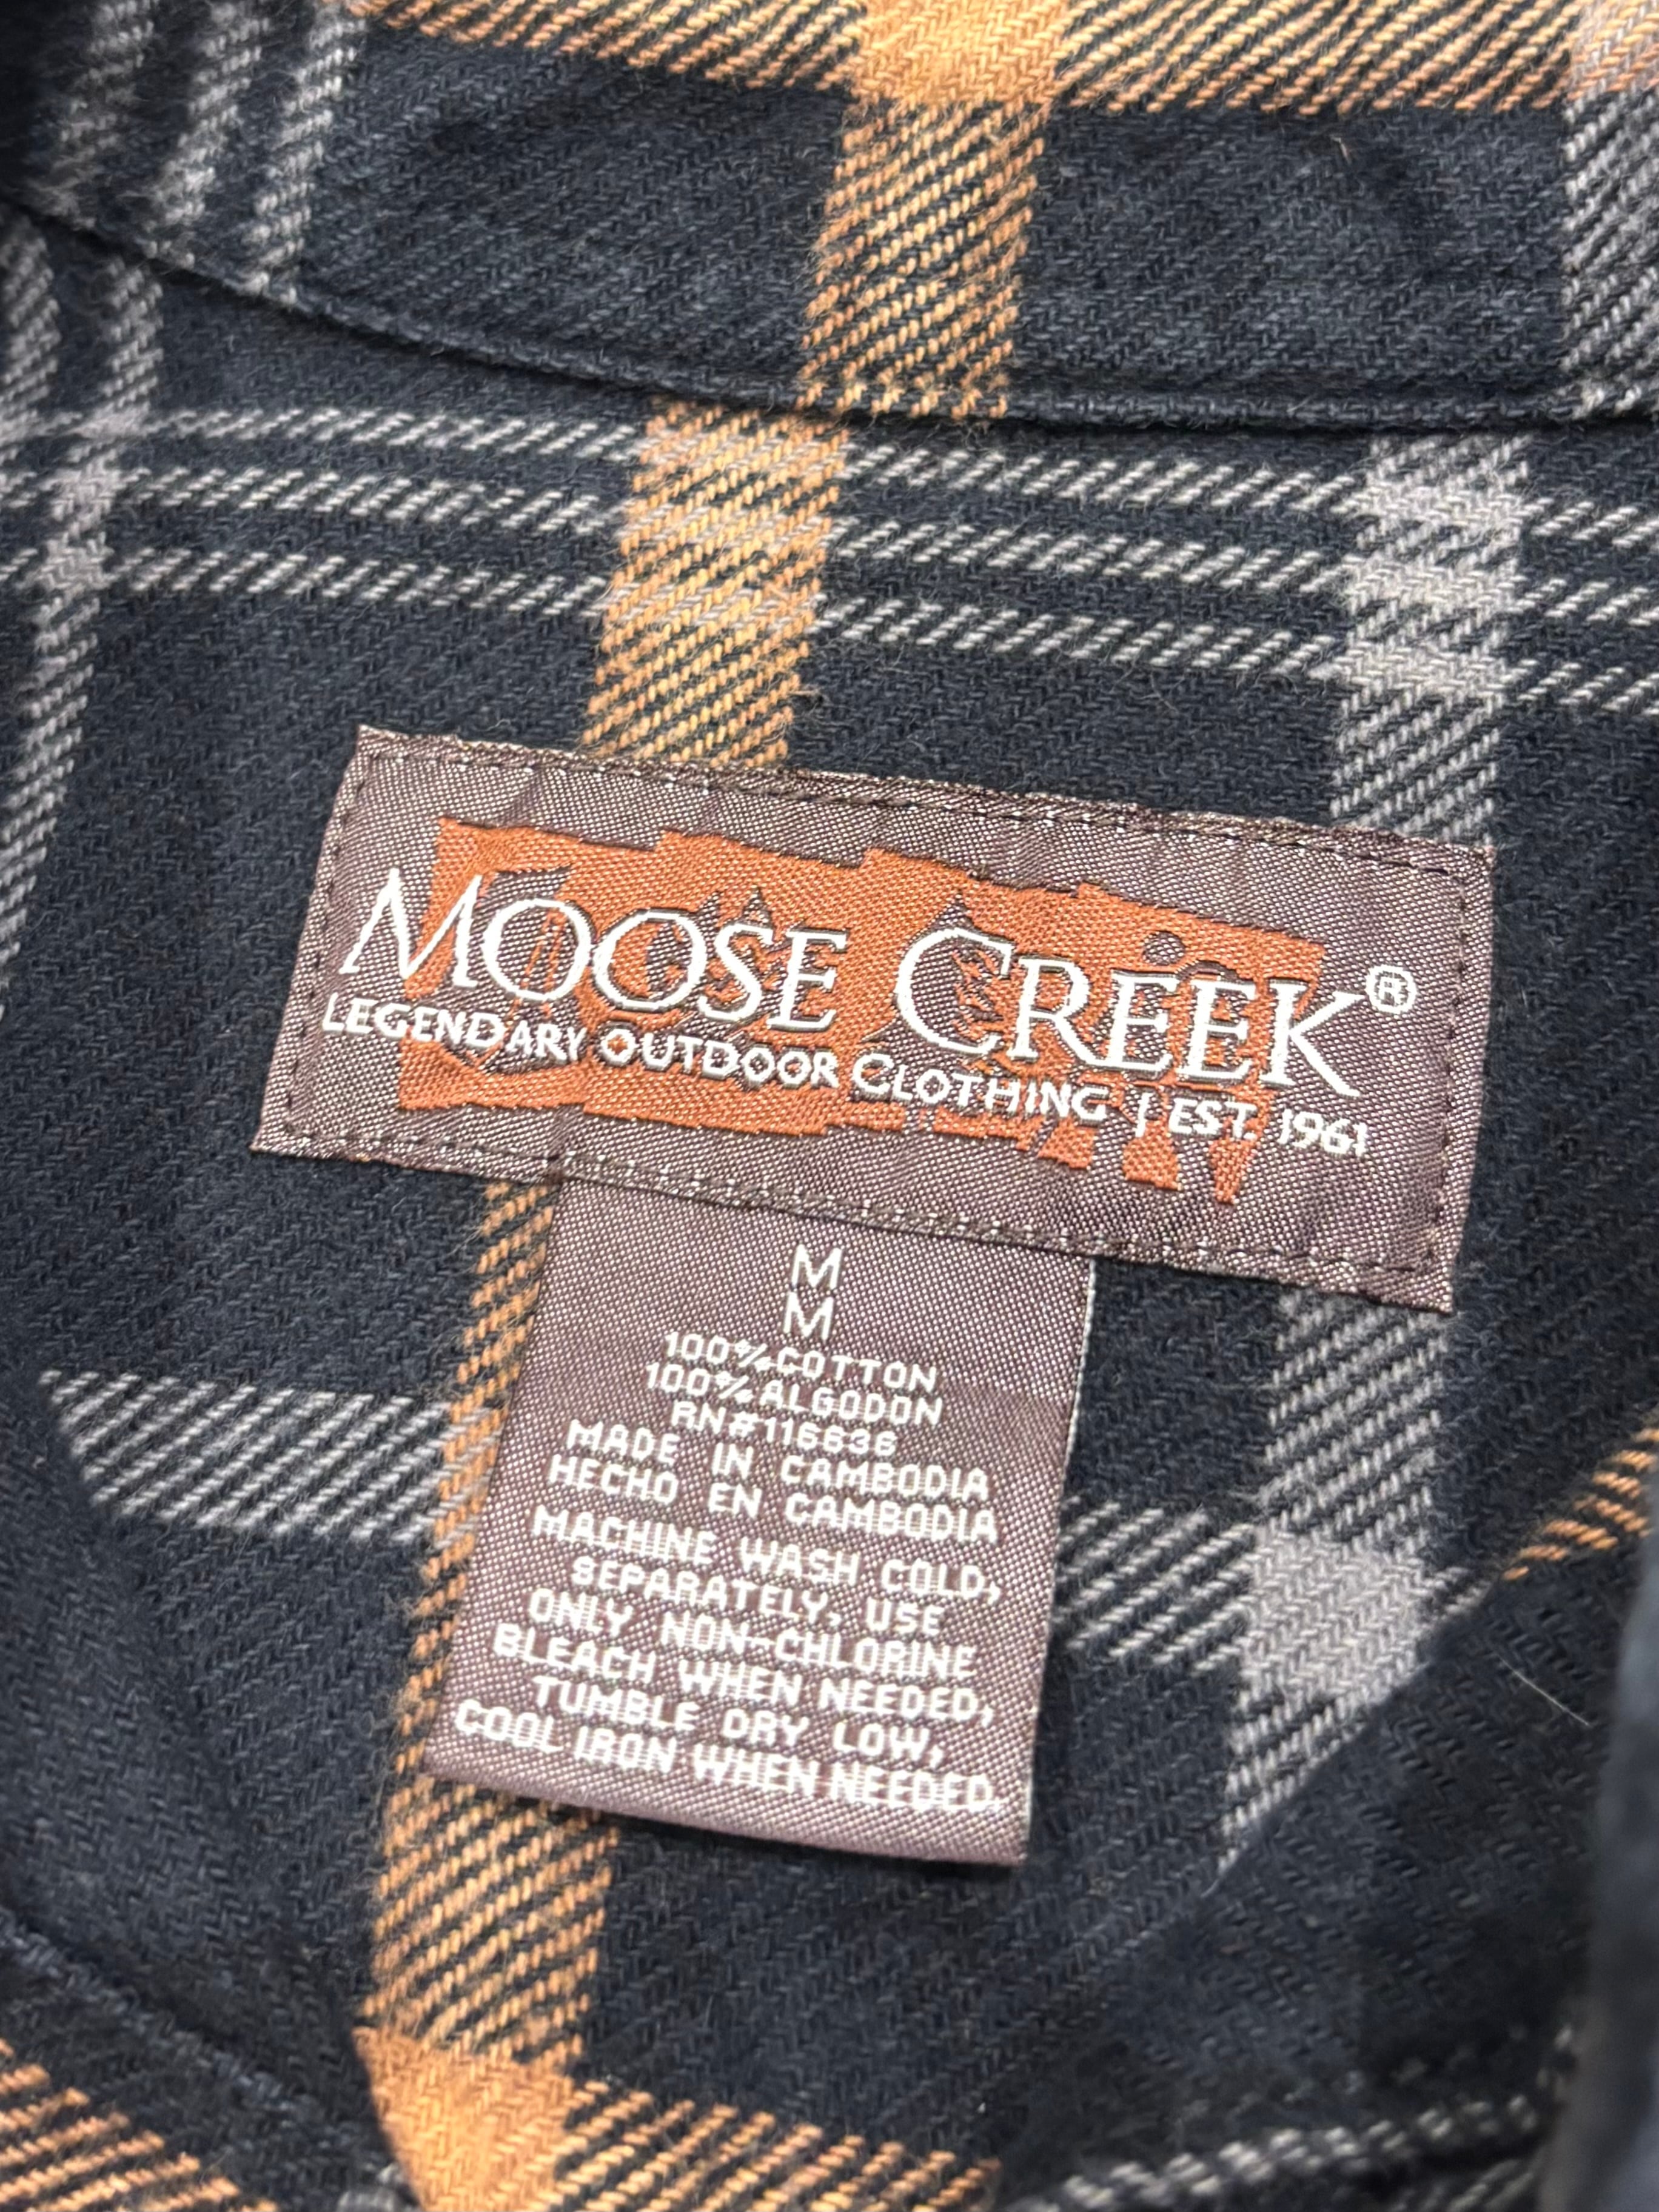 MOOSE CREEK®
LEGENDARY OUTDOOR CLOTHING | EST. 1961
M
M
100%COTTON
100%ALGODON
RN#116636
MADE IN CAMBODIA
HECHO EN CAMBODIA
MACHINE WASH COLD,
SEPARATELY, USE
ONLY NON-CHLORINE
BLEACH WHEN NEEDED,
TUMBLE DRY LOW,
COOL IRON WHEN NEEDED.